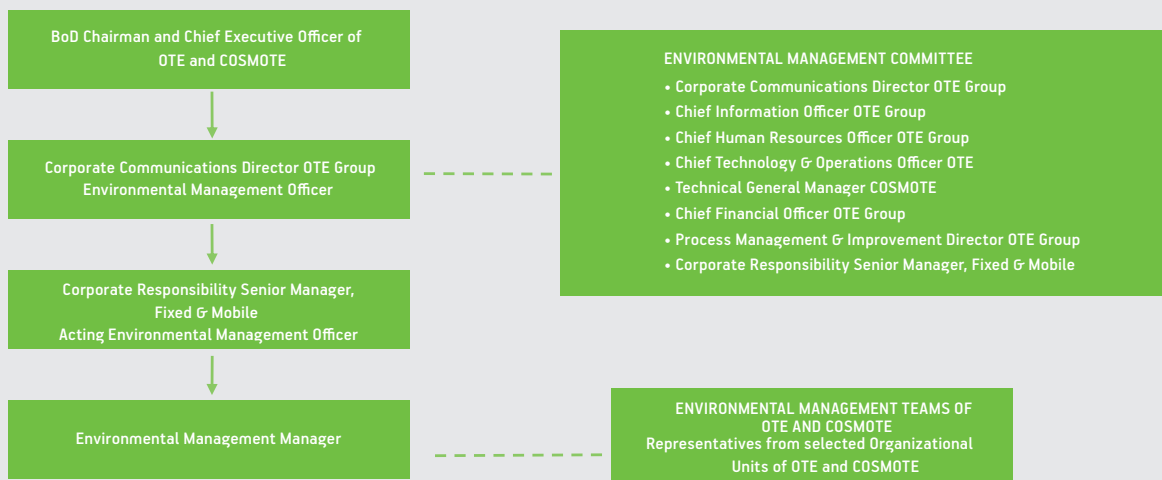 BoD Chairman and Chief Executive Officer of
OTE and COSMOTE
Corporate Communications Director OTE Group
Environmental Management Officer
Corporate Responsibility Senior Manager,
Fixed & Mobile
Acting Environmental Management Officer
Environmental Management Manager
ENVIRONMENTAL MANAGEMENT COMMITTEE
• Corporate Communications Director OTE Group
• Chief Information Officer OTE Group
• Chief Human Resources Officer OTE Group
• Chief Technology & Operations Officer OTE
• Technical General Manager COSMOTE
• Chief Financial Officer OTE Group
• Process Management & Improvement Director OTE Group
• Corporate Responsibility Senior Manager, Fixed & Mobile
ENVIRONMENTAL MANAGEMENT TEAMS OF
OTE AND COSMOTE
Representatives from selected Organizational
Units of OTE and COSMOTE